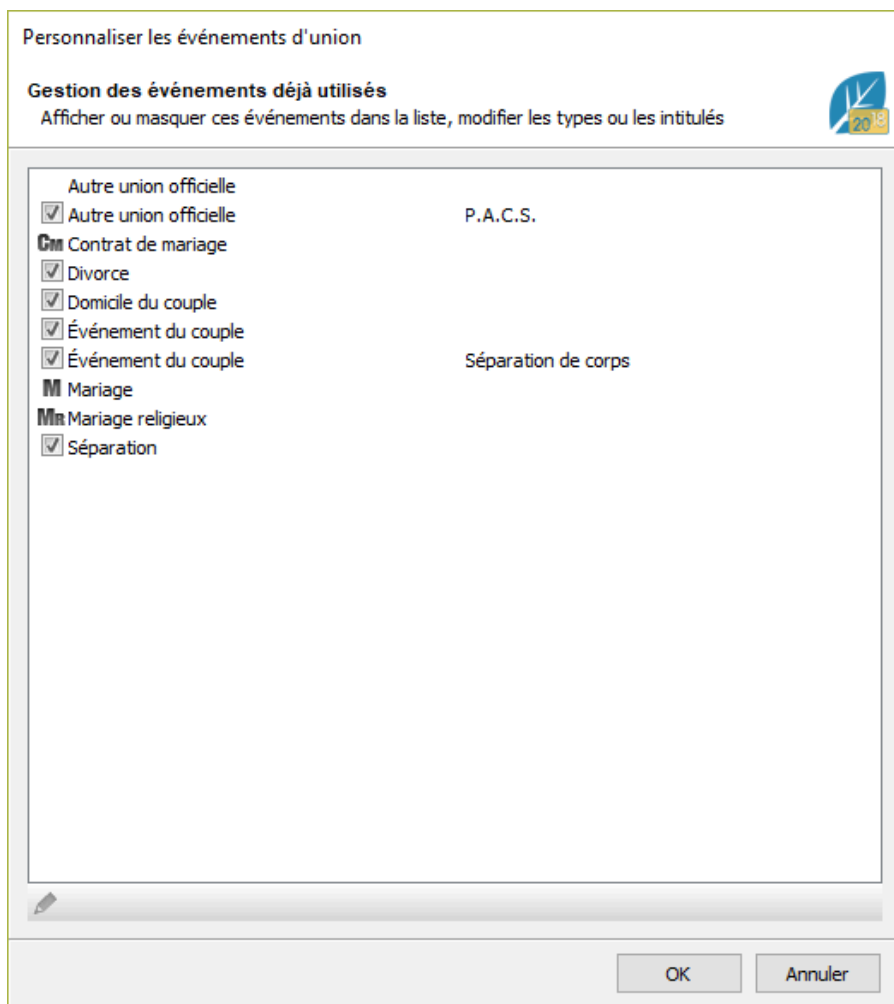 Personnaliser les événements d'union
Gestion des événements déjà utilisés
Afficher ou masquer ces événements dans la liste, modifier les types ou les intitulés
2018
Autre union officielle
Autre union officielle P.A.C.S.
CM Contrat de mariage
Divorce
Domicile du couple
Événement du couple
Événement du couple Séparation de corps
M Mariage
MR Mariage religieux
Séparation
OK Annuler